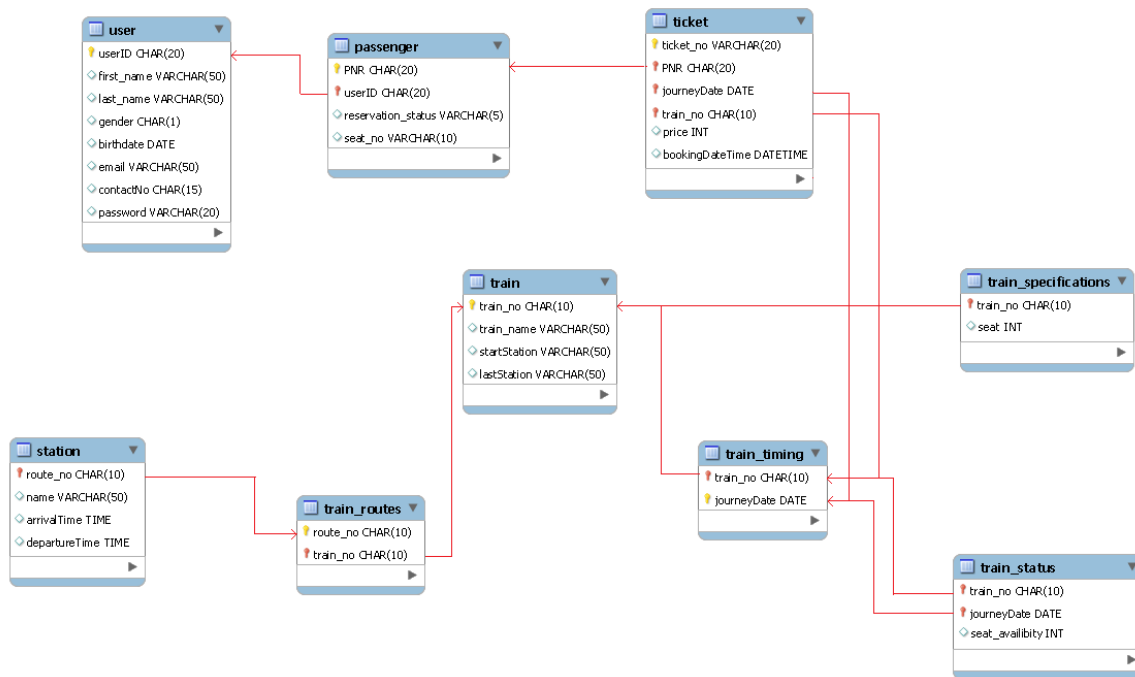 user
userID CHAR(20)
first_name VARCHAR(50)
last_name VARCHAR(50)
gender CHAR(1)
birthdate DATE
email VARCHAR(50)
contactNo CHAR(15)
password VARCHAR(20)
passenger
PNR CHAR(20)
userID CHAR(20)
reservation_status VARCHAR(5)
seat_no VARCHAR(10)
ticket
ticket_no VARCHAR(20)
PNR CHAR(20)
journeyDate DATE
train_no CHAR(10)
price INT
bookingDateTime DATETIME
train
train_no CHAR(10)
train_name VARCHAR(50)
startStation VARCHAR(50)
lastStation VARCHAR(50)
train_specifications
train_no CHAR(10)
seat INT
station
route_no CHAR(10)
name VARCHAR(50)
arrivalTime TIME
departureTime TIME
train_routes
route_no CHAR(10)
train_no CHAR(10)
train_timing
train_no CHAR(10)
journeyDate DATE
train_status
train_no CHAR(10)
journeyDate DATE
seat_availibity INT